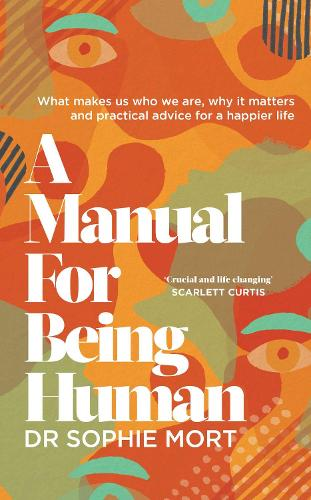 What makes us who we are, why it matters
and practical advice for a happier life
A
Manual
For
Being
Human
'Crucial and life changing'
SCARLETT CURTIS
DR SOPHIE MORT